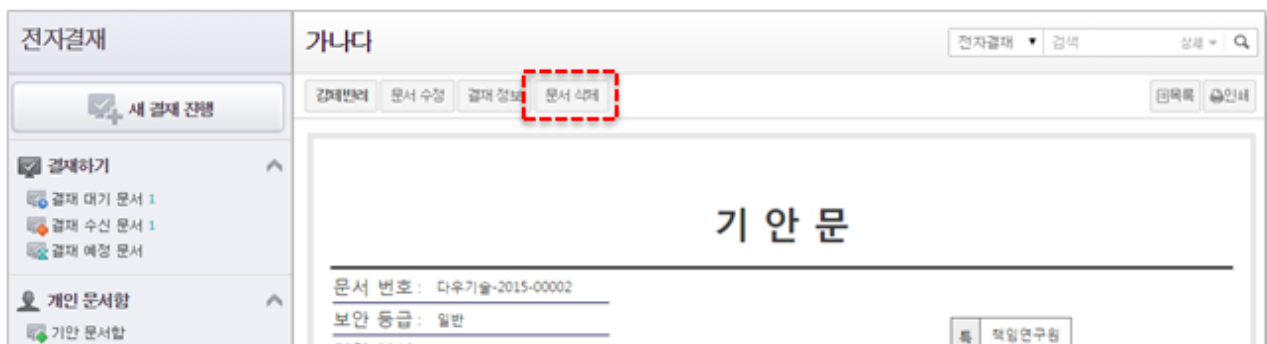 전자결재
가나다
전자결재 ▼ 검색 상세
강제반려 문서 수정 결재 정보 문서 삭제
목록 인쇄
새 결재 진행
결재하기
결재 대기 문서 1
결재 수신 문서 1
결재 예정 문서
개인 문서함
기안 문서함
기 안 문
문서 번호 : 다우기술-2015-00002
보안 등급 : 일반
특 책임연구원